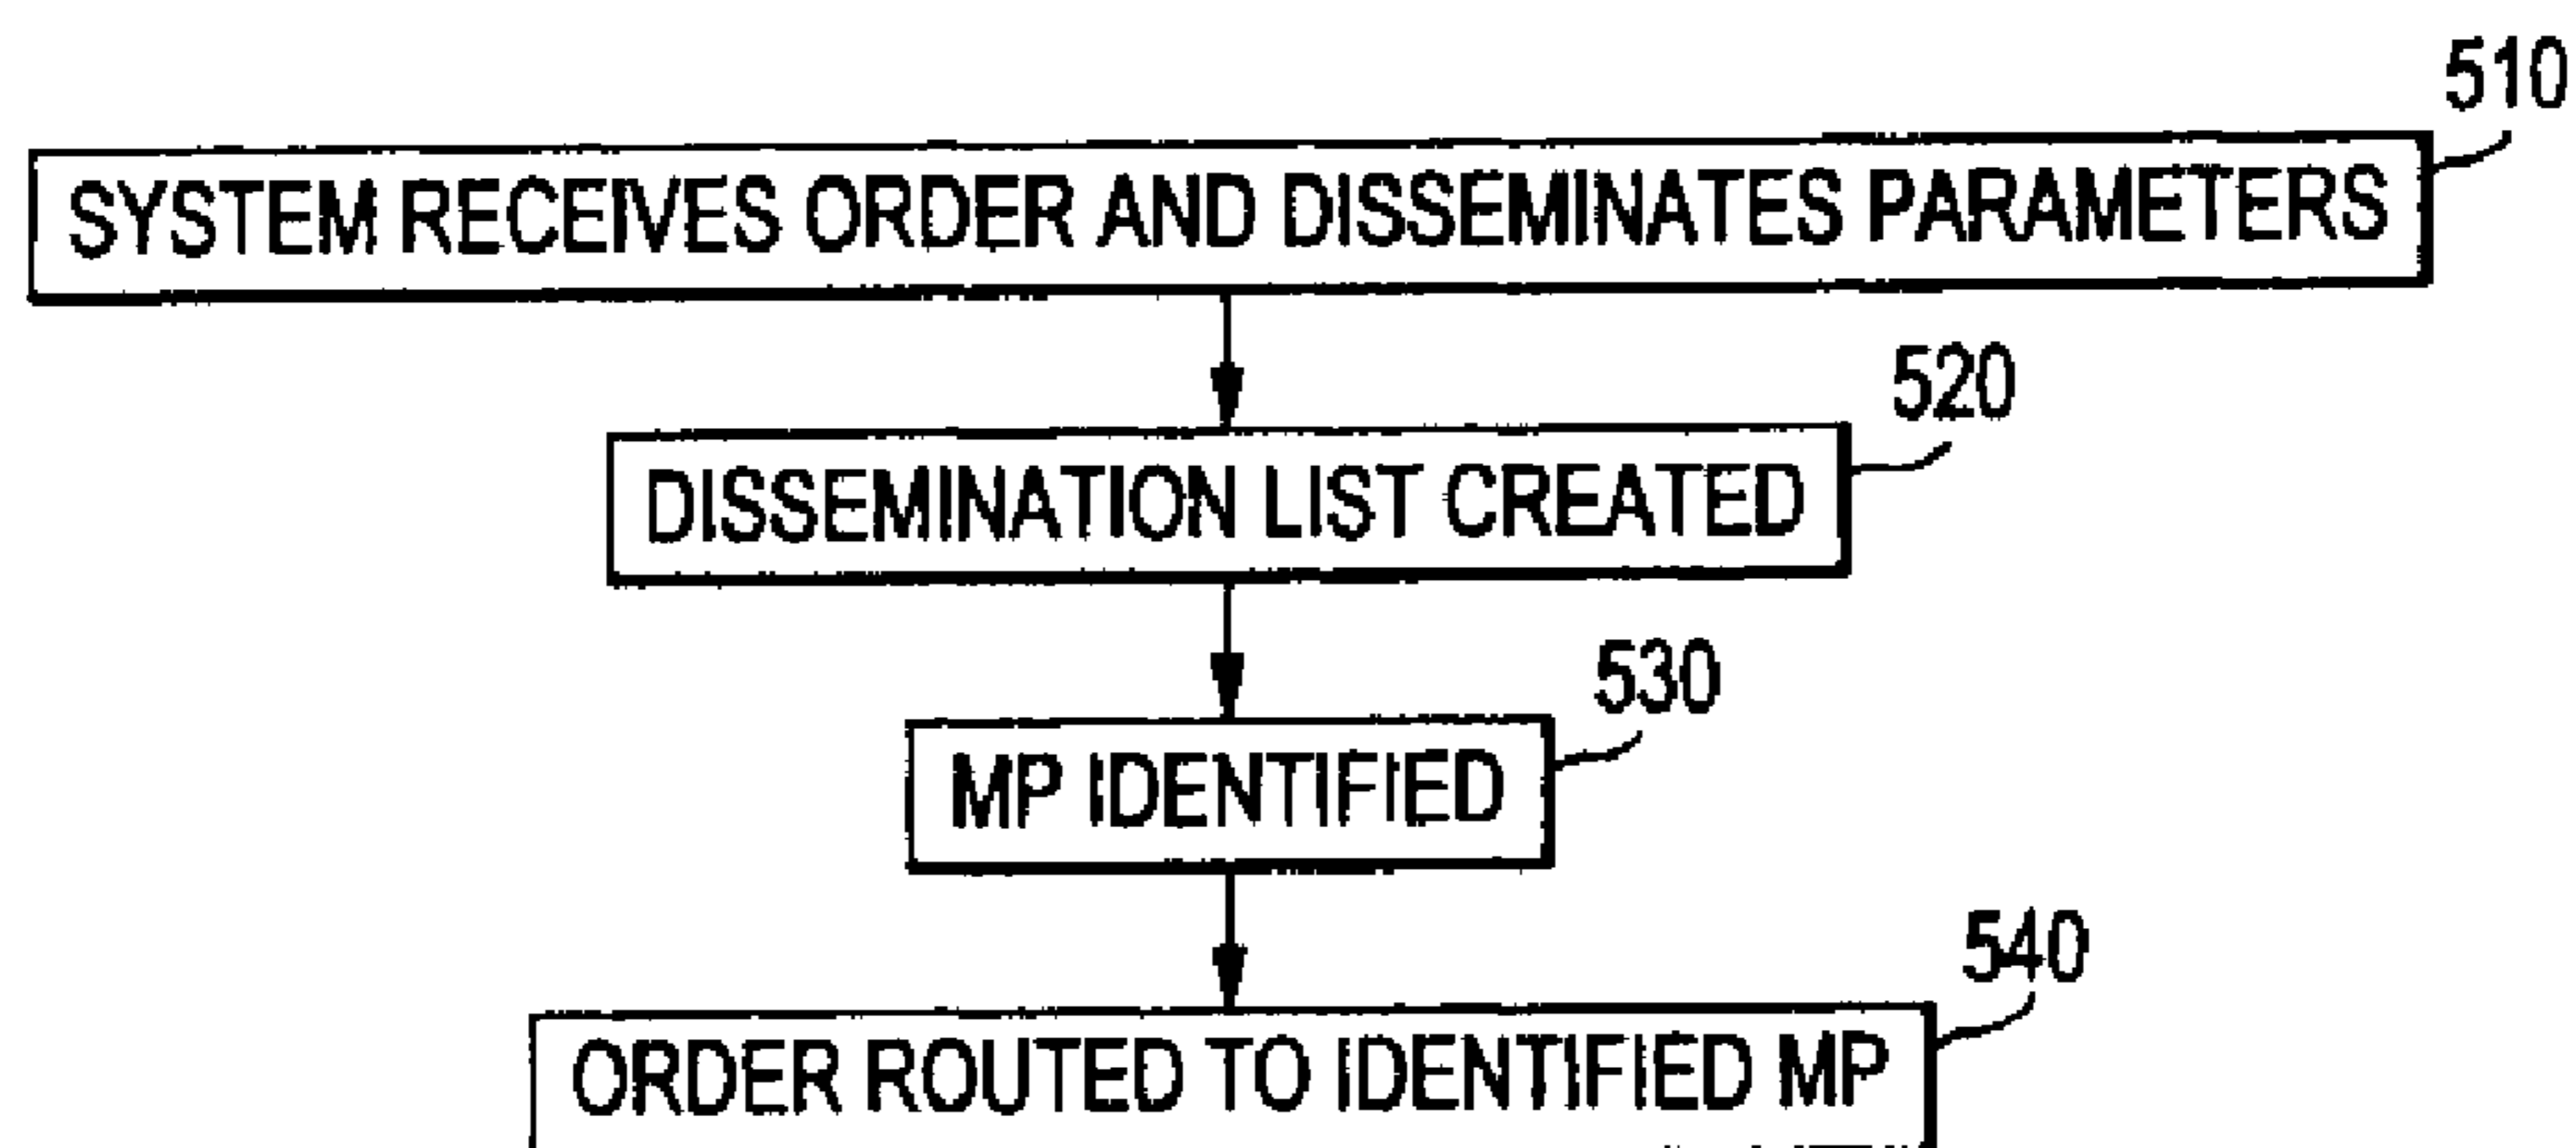 510
SYSTEM RECEIVES ORDER AND DISSEMINATES PARAMETERS
520
DISSEMINATION LIST CREATED
530
MP IDENTIFIED
540
ORDER ROUTED TO IDENTIFIED MP